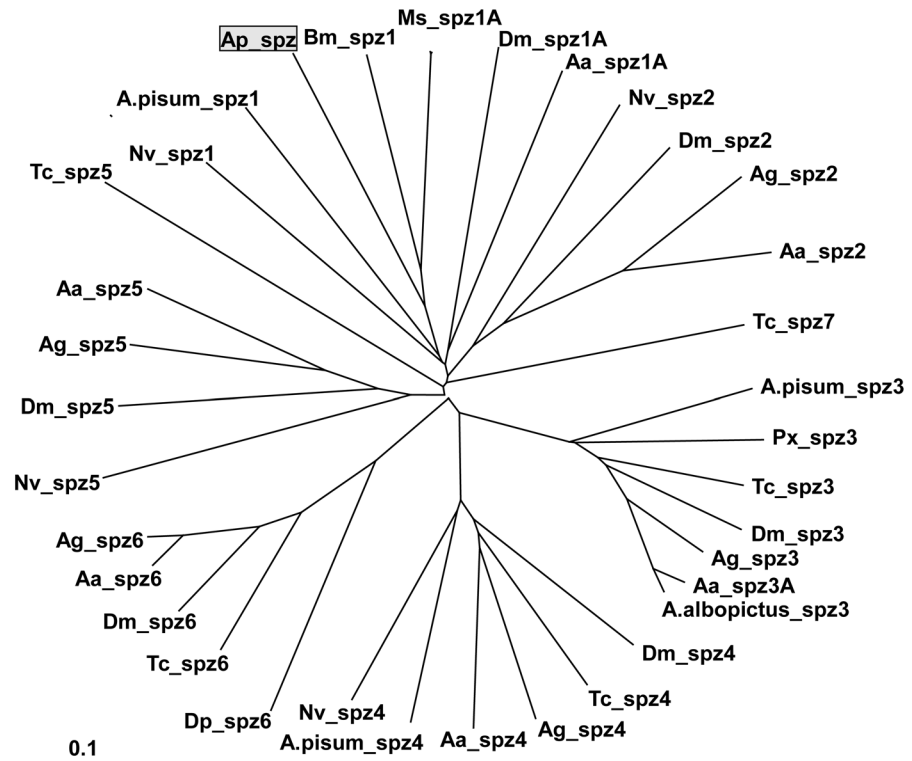 Ms_spz1A
Ap_spz
Bm_spz1
Dm_spz1A
Aa_spz1A
A.pisum_spz1
Nv_spz2
Nv_spz1
Dm_spz2
Tc_spz5
Ag_spz2
Aa_spz2
Aa_spz5
Tc_spz7
Ag_spz5
A.pisum_spz3
Dm_spz5
Px_spz3
Nv_spz5
Tc_spz3
Dm_spz3
Ag_spz6
Ag_spz3
Aa_spz6
Aa_spz3A
A.albopictus_spz3
Dm_spz6
Dm_spz4
Tc_spz6
Tc_spz4
Nv_spz4
Dp_spz6
Ag_spz4
Aa_spz4
A.pisum_spz4
0.1